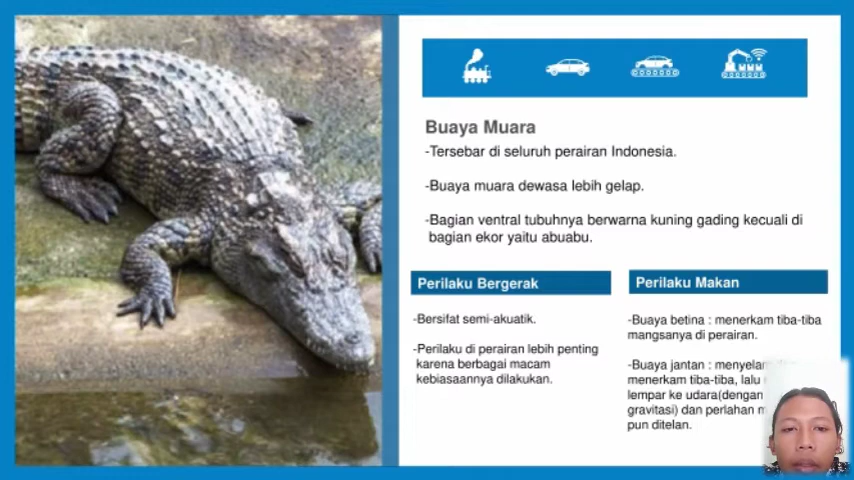 Buaya Muara
-Tersebar di seluruh perairan Indonesia.
-Buaya muara dewasa lebih gelap.
-Bagian ventral tubuhnya berwarna kuning gading kecuali di
bagian ekor yaitu abuabu.
Perilaku Bergerak
-Bersifat semi-akuatik.
-Perilaku di perairan lebih penting
karena berbagai macam
kebiasaannya dilakukan.
Perilaku Makan
-Buaya betina : menerkam tiba-tiba
mangsanya di perairan.
-Buaya jantan :
menerkam tiba-tiba, lalu
lempar ke udara(dengan
gravitasi) dan perlahan
pun ditelan.